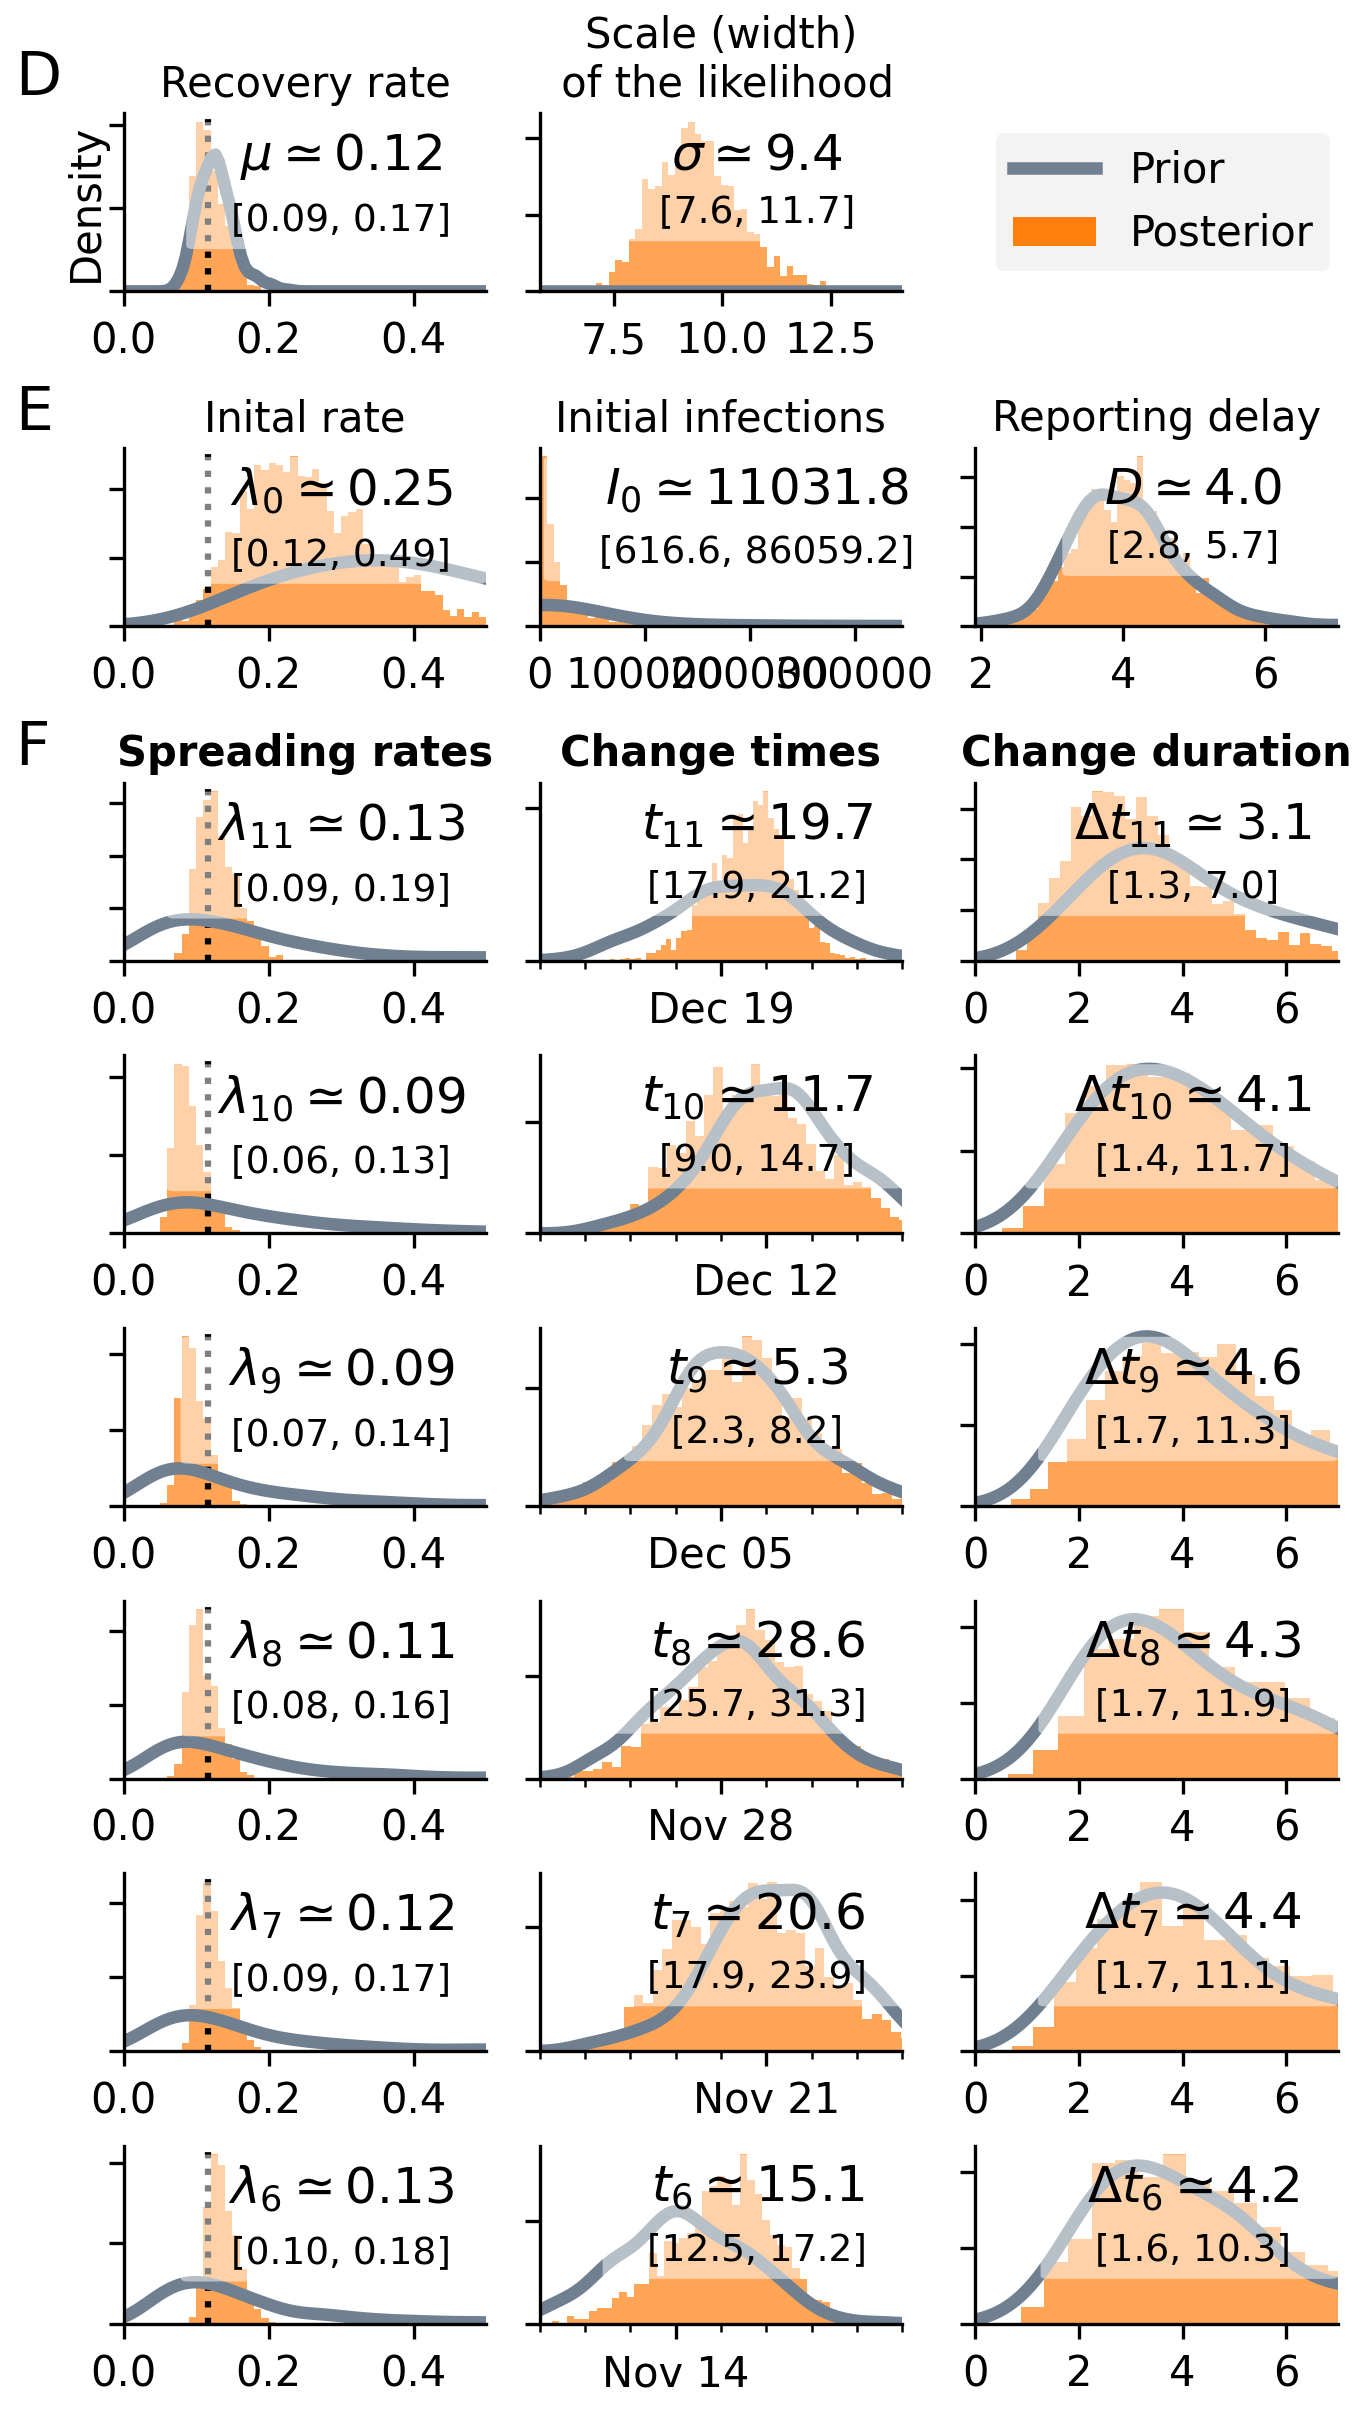 D
Recovery rate
Scale (width)
of the likelihood
Density
μ ≃ 0.12
[0.09, 0.17]
0.0 0.2 0.4
σ ≃ 9.4
[7.6, 11.7]
7.5 10.0 12.5
Prior
Posterior
E
Inital rate
λ0 ≃ 0.25
[0.12, 0.49]
0.0 0.2 0.4
Initial infections
I0 ≃ 11031.8
[616.6, 86059.2]
0 100000 200000 300000
Reporting delay
D ≃ 4.0
[2.8, 5.7]
2 4 6
F
Spreading rates
Change times
Change duration
λ11 ≃ 0.13
[0.09, 0.19]
0.0 0.2 0.4
t11 ≃ 19.7
[17.9, 21.2]
Dec 19
Δt11 ≃ 3.1
[1.3, 7.0]
0 2 4 6
λ10 ≃ 0.09
[0.06, 0.13]
0.0 0.2 0.4
t10 ≃ 11.7
[9.0, 14.7]
Dec 12
Δt10 ≃ 4.1
[1.4, 11.7]
0 2 4 6
λ9 ≃ 0.09
[0.07, 0.14]
0.0 0.2 0.4
t9 ≃ 5.3
[2.3, 8.2]
Dec 05
Δt9 ≃ 4.6
[1.7, 11.3]
0 2 4 6
λ8 ≃ 0.11
[0.08, 0.16]
0.0 0.2 0.4
t8 ≃ 28.6
[25.7, 31.3]
Nov 28
Δt8 ≃ 4.3
[1.7, 11.9]
0 2 4 6
λ7 ≃ 0.12
[0.09, 0.17]
0.0 0.2 0.4
t7 ≃ 20.6
[17.9, 23.9]
Nov 21
Δt7 ≃ 4.4
[1.7, 11.1]
0 2 4 6
λ6 ≃ 0.13
[0.10, 0.18]
0.0 0.2 0.4
t6 ≃ 15.1
[12.5, 17.2]
Nov 14
Δt6 ≃ 4.2
[1.6, 10.3]
0 2 4 6